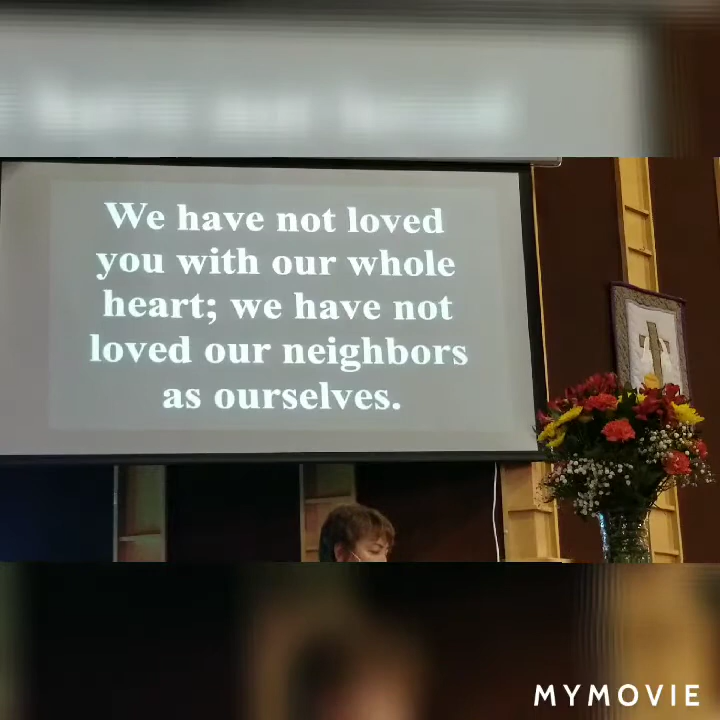 We have not loved
you with our whole
heart; we have not
loved our neighbors
as ourselves.
MYMOVIE